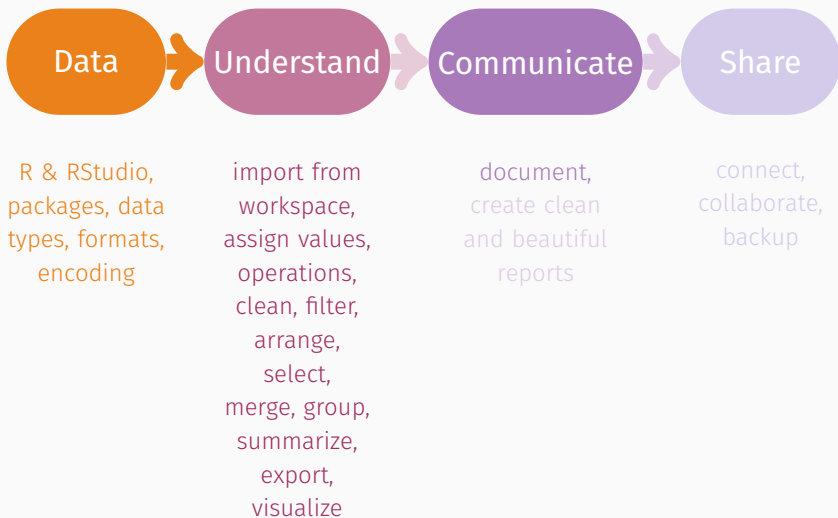 Data
Understand
Communicate
Share
R & RStudio,
packages, data
types, formats,
encoding
import from
workspace,
assign values,
operations,
clean, filter,
arrange,
select,
merge, group,
summarize,
export,
visualize
document,
create clean
and beautiful
reports
connect,
collaborate,
backup